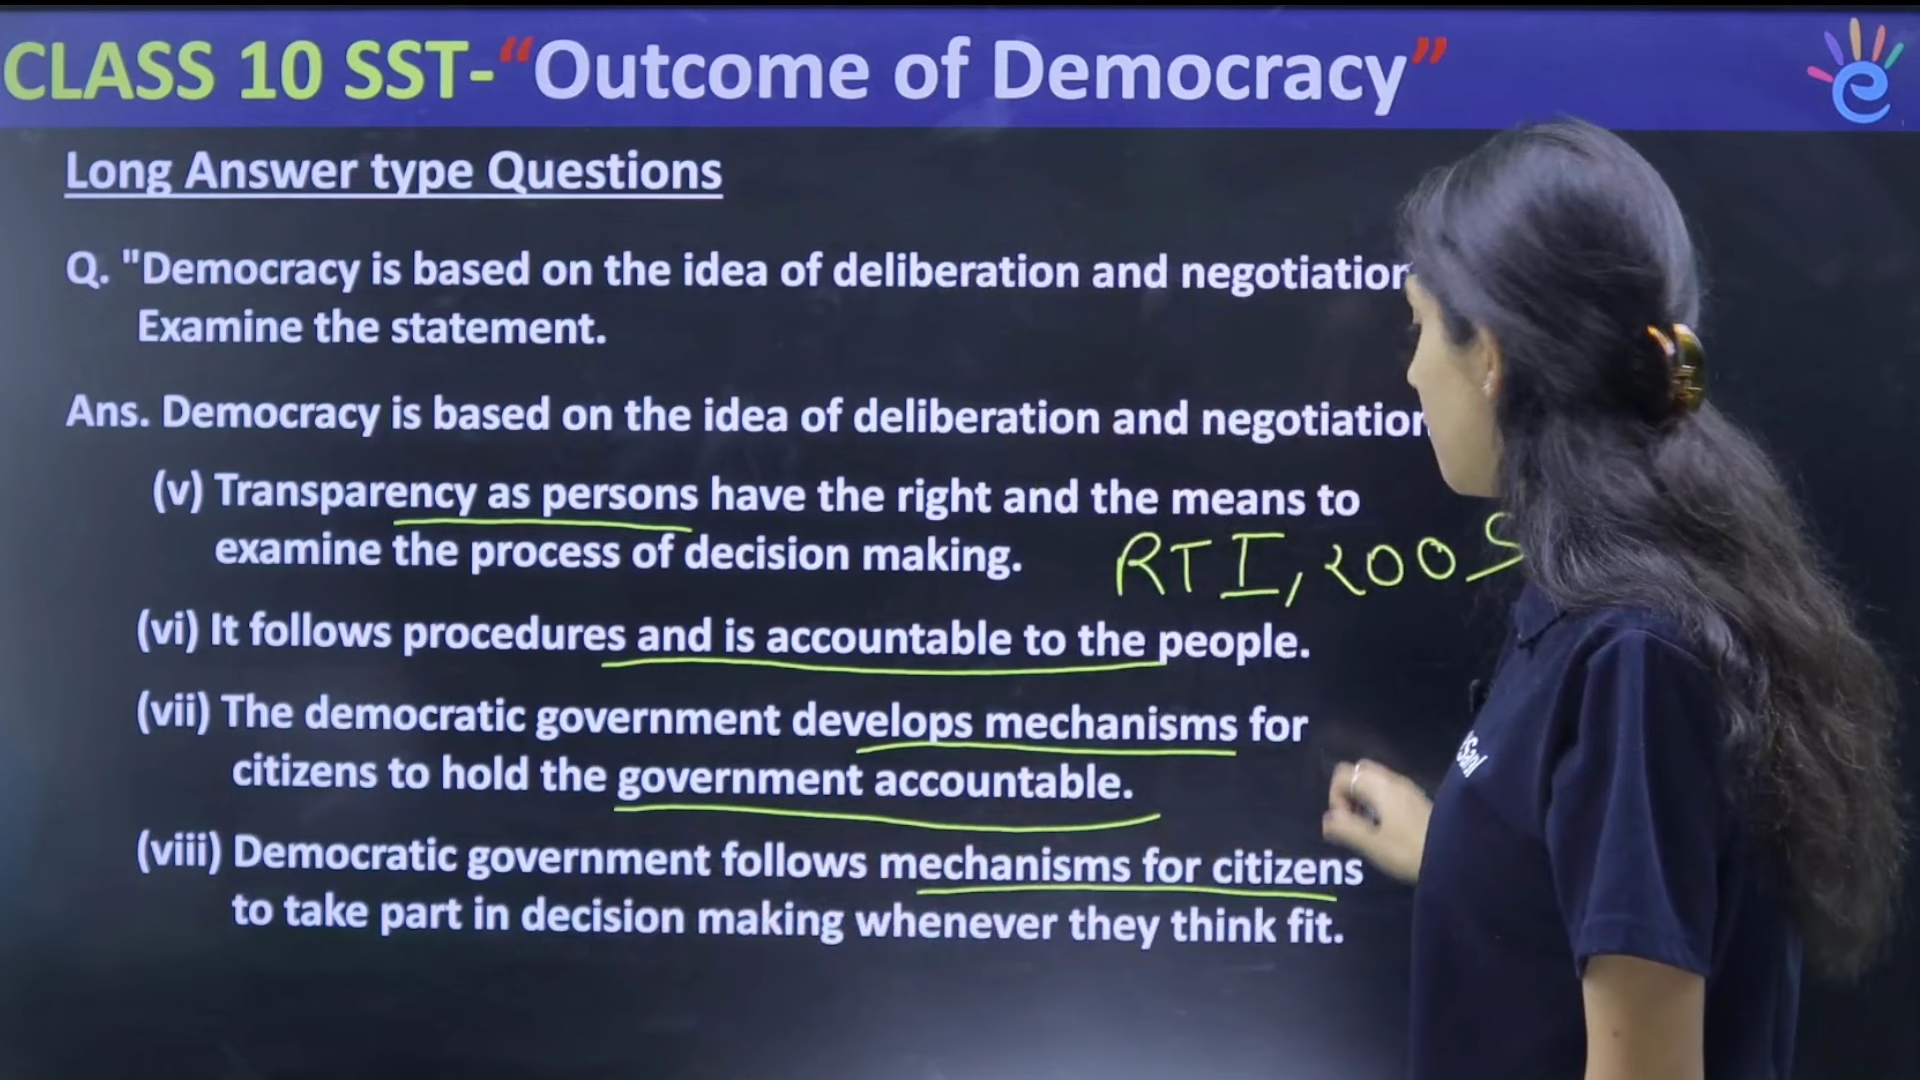 CLASS 10 SST-“Outcome of Democracy”
Long Answer type Questions
Q. "Democracy is based on the idea of deliberation and negotiation
Examine the statement.
Ans. Democracy is based on the idea of deliberation and negotiation
(v) Transparency as persons have the right and the means to
examine the process of decision making.
RTI, 2005
(vi) It follows procedures and is accountable to the people.
(vii) The democratic government develops mechanisms for
citizens to hold the government accountable.
(viii) Democratic government follows mechanisms for citizens
to take part in decision making whenever they think fit.